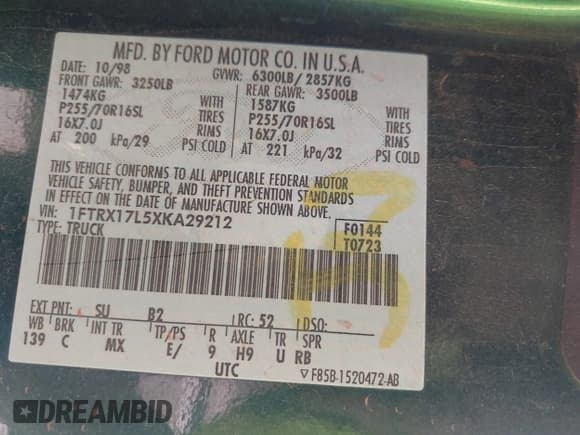 MFD. BY FORD MOTOR CO. IN U.S.A.
DATE: 10/98 GVWR: 6300LB/ 2857KG
FRONT GAWR: 3250LB REAR GAWR: 3500LB
1474KG WITH 1587KG WITH
P255/70R16SL TIRES P255/70R16SL TIRES
16X7.0J RIMS 16X7.0J RIMS
AT 200 kPa/29 PSI COLD AT 221 kPa/32 PSI COLD
THIS VEHICLE CONFORMS TO ALL APPLICABLE FEDERAL MOTOR
VEHICLE SAFETY, BUMPER, AND THEFT PREVENTION STANDARDS
IN EFFECT ON THE DATE OF MANUFACTURE SHOWN ABOVE.
VIN: 1FTRX17L5XKA29212 F0144
TYPE: TRUCK T0723
EXT PNT: SU B2 RC: 52 DSO:
WB BRK INT TR TP/PS R AXLE TR SPR
139 C MX E/ 9 H9 U RB
UTC ▽ F85B-1520472-AB
DREAMBID